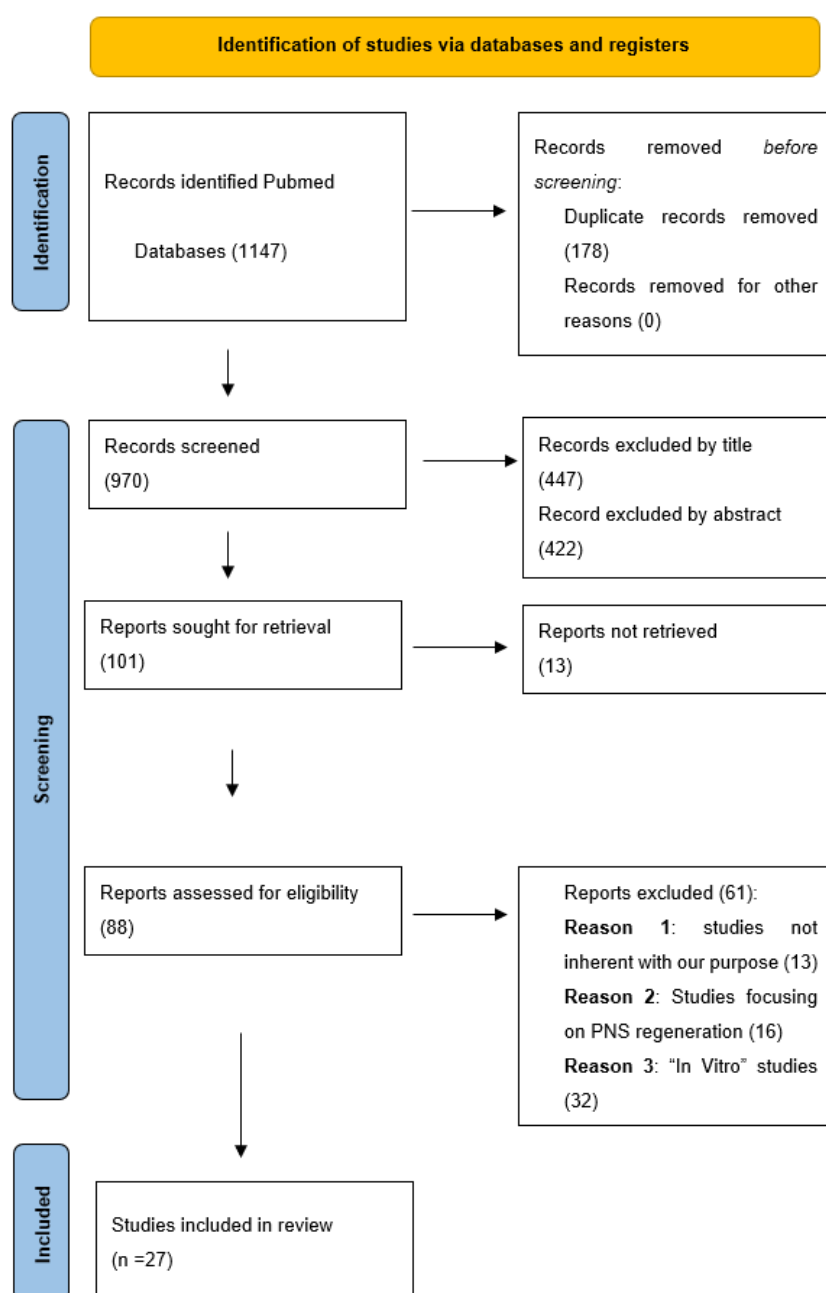 Identification of studies via databases and registers
Identification
Records identified Pubmed
Databases (1147)
Records removed before
screening:
Duplicate records removed
(178)
Records removed for other
reasons (0)
Screening
Records screened
(970)
Records excluded by title
(447)
Record excluded by abstract
(422)
Reports sought for retrieval
(101)
Reports not retrieved
(13)
Reports assessed for eligibility
(88)
Reports excluded (61):
Reason 1: studies not
inherent with our purpose (13)
Reason 2: Studies focusing
on PNS regeneration (16)
Reason 3: “In Vitro” studies
(32)
Included
Studies included in review
(n =27)